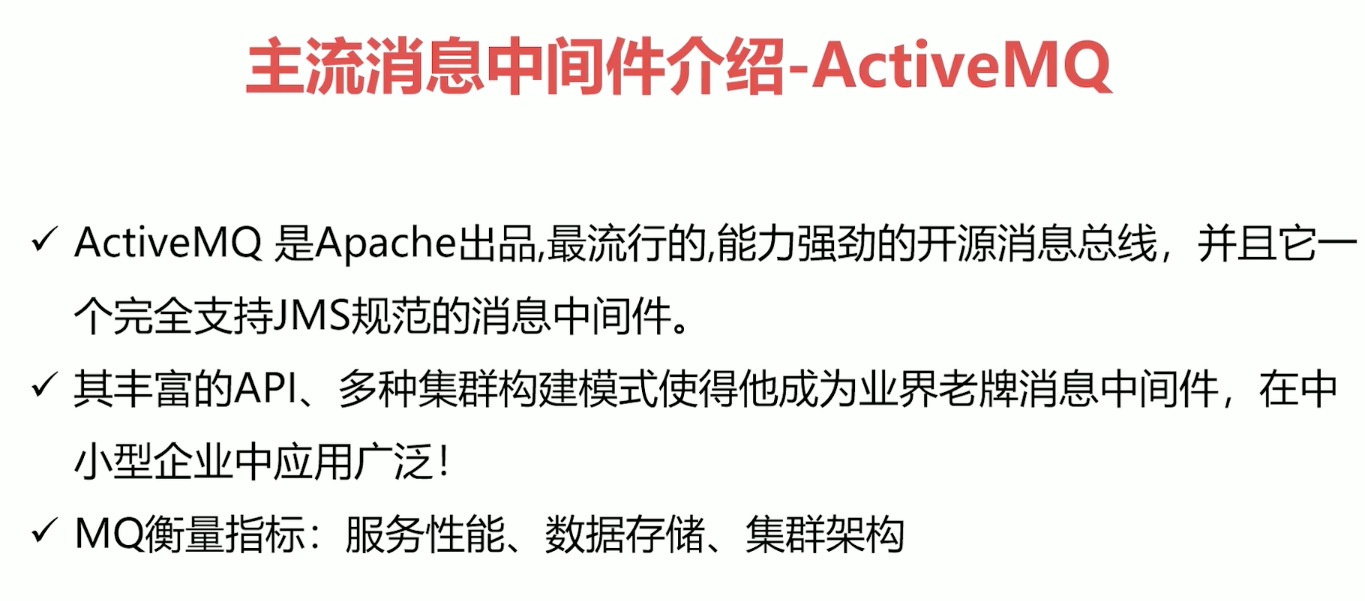 主流消息中间件介绍-ActiveMQ
✓ ActiveMQ 是Apache出品,最流行的,能力强劲的开源消息总线，并且它一
个完全支持JMS规范的消息中间件。
✓ 其丰富的API、多种集群构建模式使得他成为业界老牌消息中间件，在中
小型企业中应用广泛！
✓ MQ衡量指标：服务性能、数据存储、集群架构